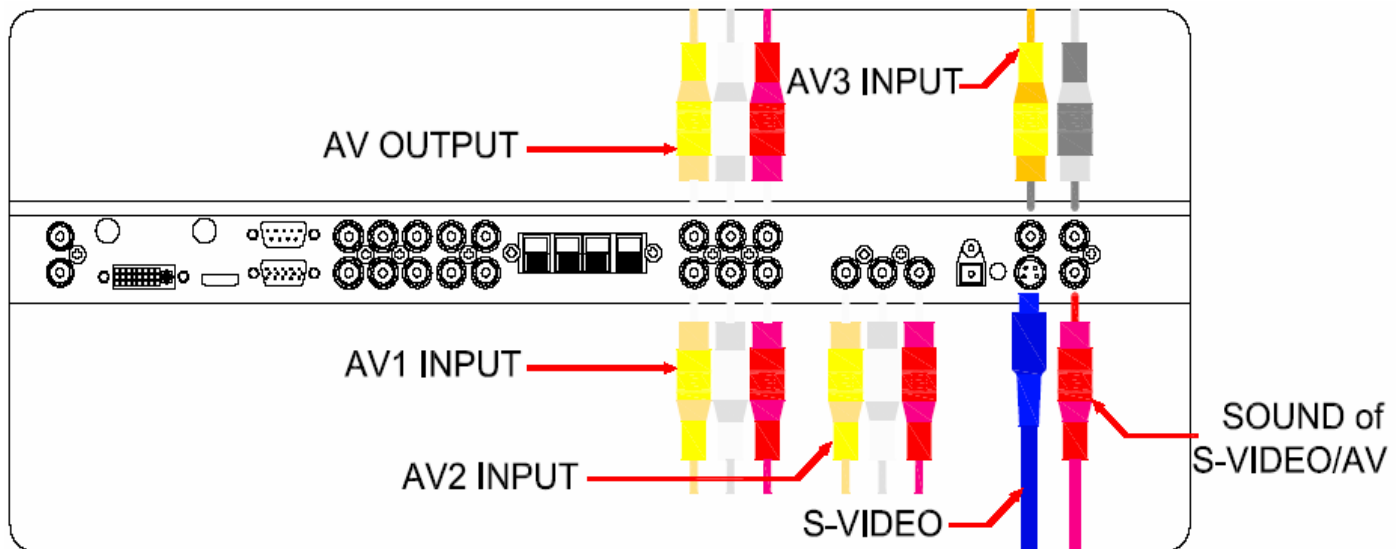 AV3 INPUT
AV OUTPUT
AV1 INPUT
AV2 INPUT
S-VIDEO
SOUND of
S-VIDEO/AV